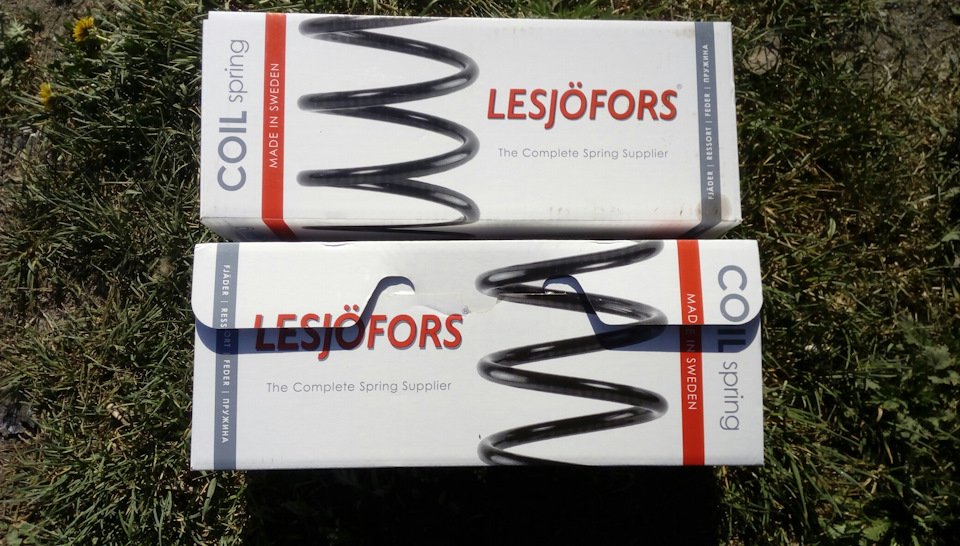 COIL spring
MADE IN SWEDEN
LESJÖFORS®
The Complete Spring Supplier
FJÄDER | RESSORT | FEDER | ПРУЖИНА
FJÄDER | RESSORT | FEDER | ПРУЖИНА
LESJÖFORS®
The Complete Spring Supplier
MADE IN SWEDEN
COIL spring